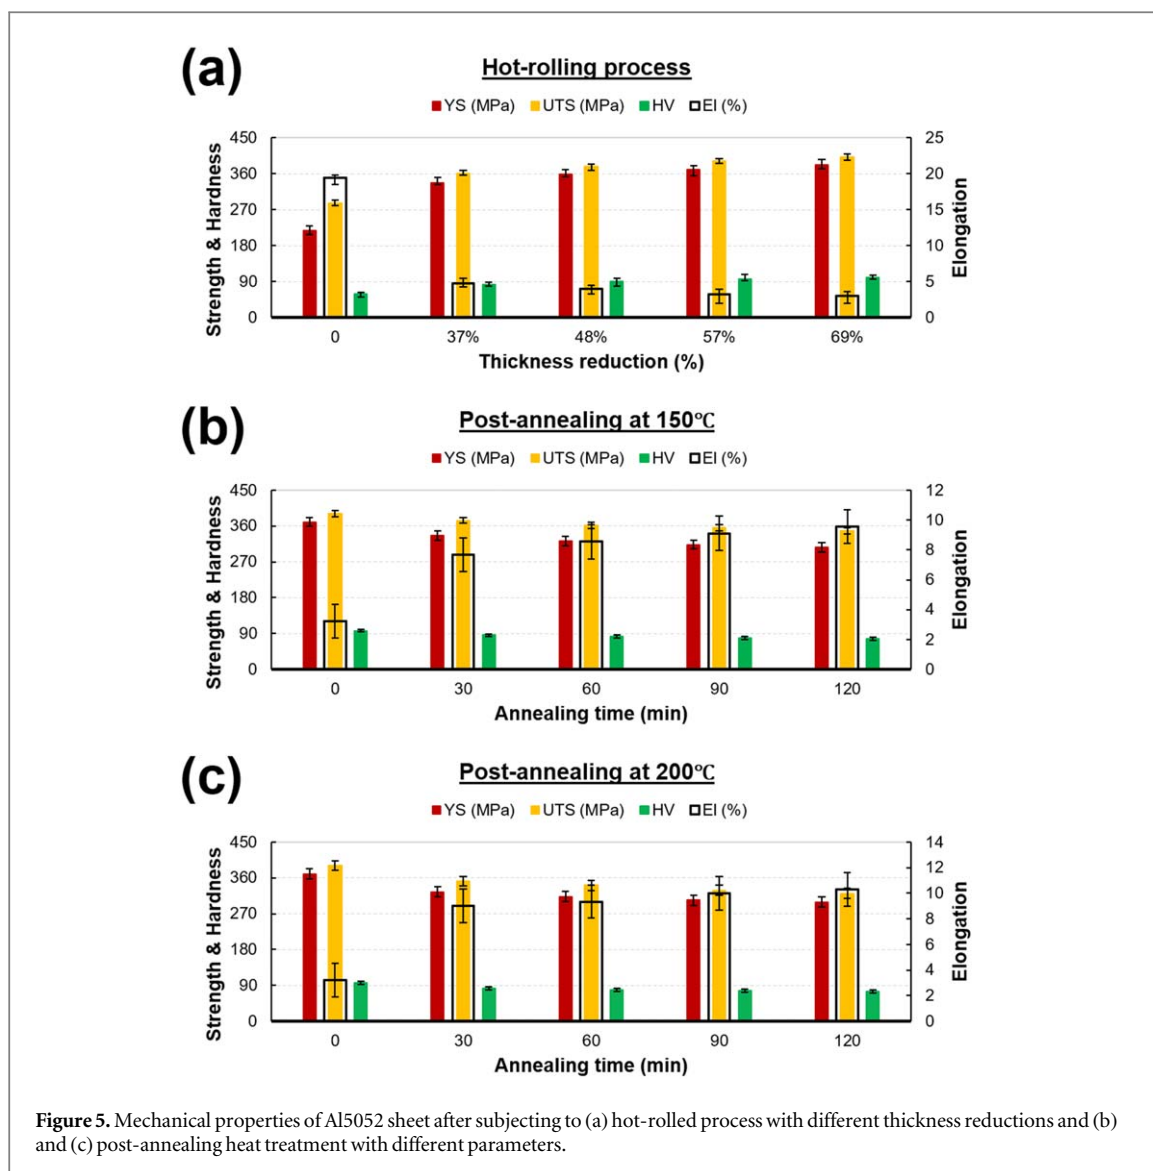 (a)
Hot-rolling process
YS (MPa) UTS (MPa) HV El (%)
Strength & Hardness
450
360
270
180
90
0
25
20
15
10
5
0
Elongation
0 37% 48% 57% 69%
Thickness reduction (%)
(b)
Post-annealing at 150℃
YS (MPa) UTS (MPa) HV El (%)
Strength & Hardness
450
360
270
180
90
0
12
10
8
6
4
2
0
Elongation
0 30 60 90 120
Annealing time (min)
(c)
Post-annealing at 200℃
YS (MPa) UTS (MPa) HV El (%)
Strength & Hardness
450
360
270
180
90
0
14
12
10
8
6
4
2
0
Elongation
0 30 60 90 120
Annealing time (min)
Figure 5. Mechanical properties of Al5052 sheet after subjecting to (a) hot-rolled process with different thickness reductions and (b)
and (c) post-annealing heat treatment with different parameters.